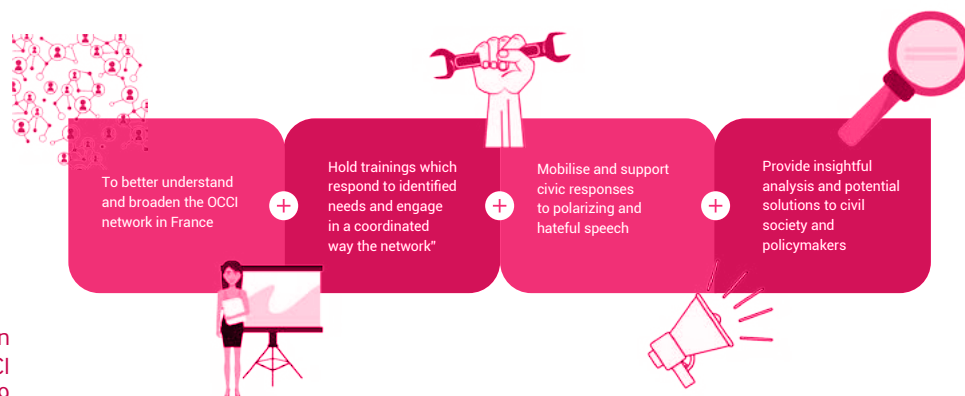 To better understand
and broaden the OCCI
network in France
+
Hold trainings which
respond to identified
needs and engage
in a coordinated
way the network”
+
Mobilise and support
civic responses
to polarizing and
hateful speech
+
Provide insightful
analysis and potential
solutions to civil
society and
policymakers